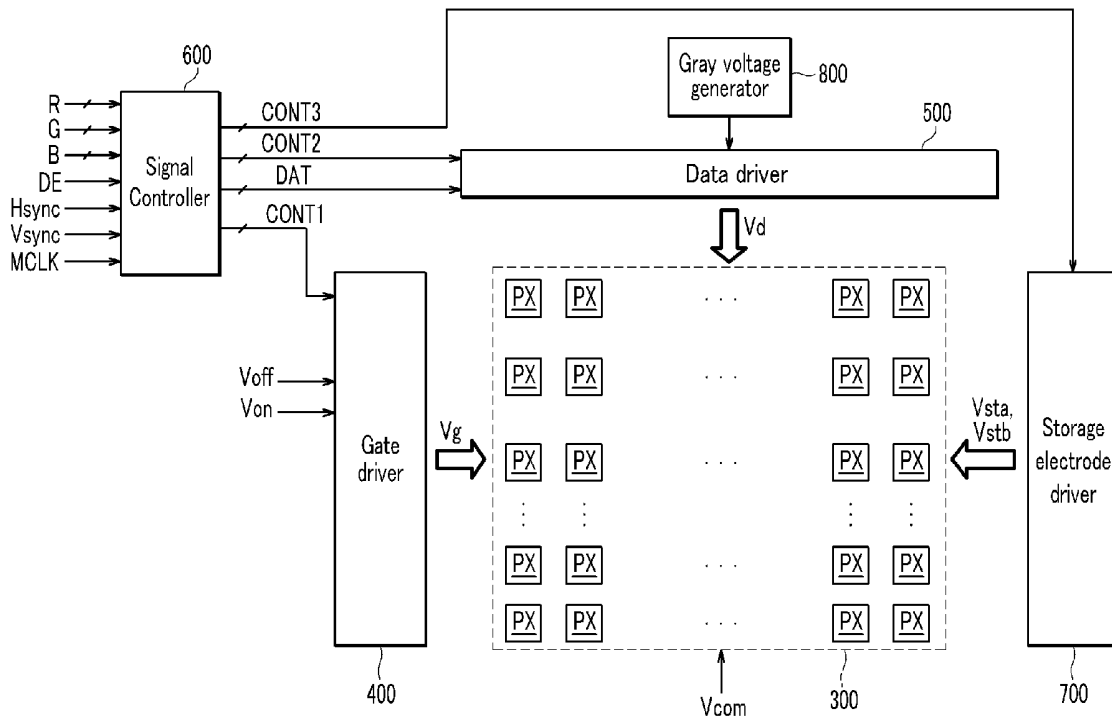 600
R
G
B
DE
Hsync
Vsync
MCLK
Signal
Controller
CONT3
CONT2
DAT
CONT1
Gray voltage
generator
800
500
Data driver
Vd
Voff
Von
Gate
driver
400
Vg
PX PX . . . PX PX
PX PX . . . PX PX
PX PX . . . PX PX
PX PX . . . PX PX
PX PX . . . PX PX
Vcom
300
Vsta,
Vstb
Storage
electrode
driver
700